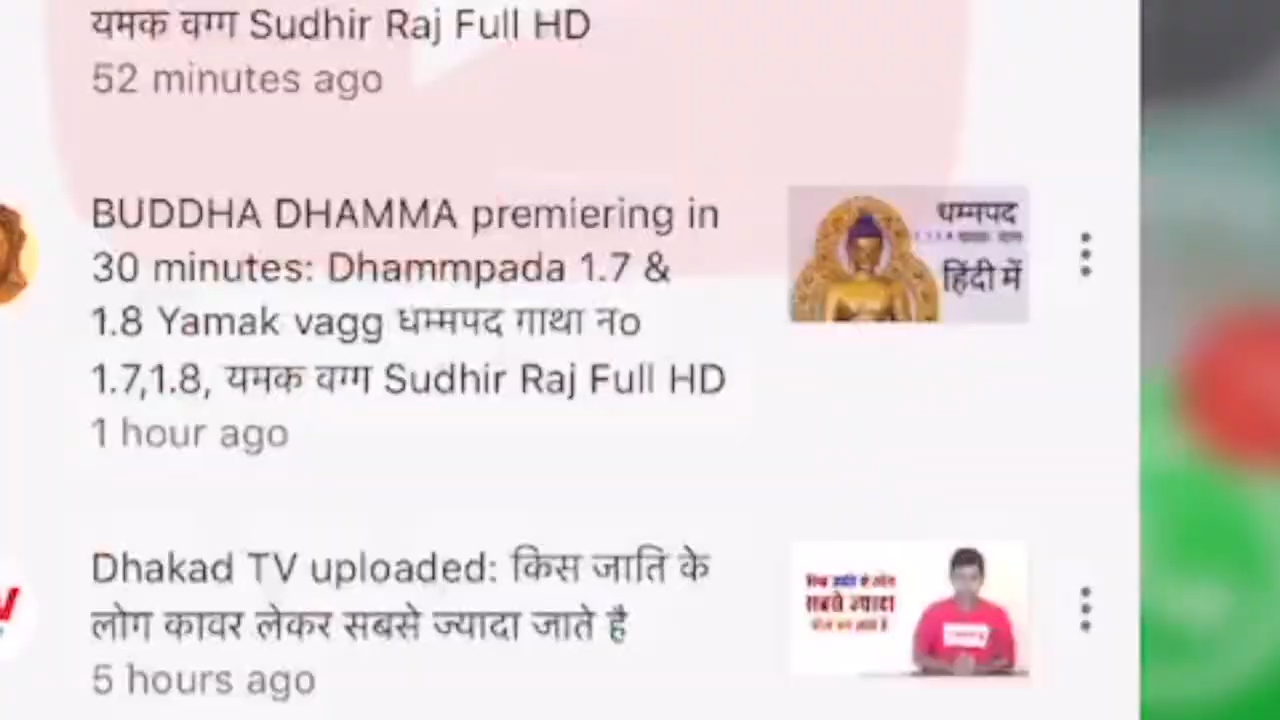 यमक वग्ग Sudhir Raj Full HD
52 minutes ago
BUDDHA DHAMMA premiering in
30 minutes: Dhammpada 1.7 &
1.8 Yamak vagg धम्मपद गाथा नo
1.7,1.8, यमक वग्ग Sudhir Raj Full HD
1 hour ago
धम्मपद
हिंदी में
Dhakad TV uploaded: किस जाति के
लोग कावर लेकर सबसे ज्यादा जाते है
5 hours ago
किस जाति के लोग
सबसे ज्यादा